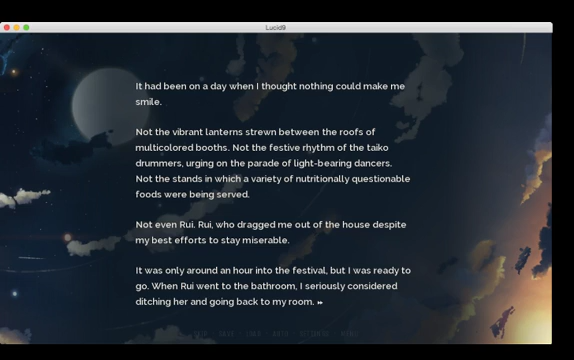 Lucid9
It had been on a day when I thought nothing could make me
smile.
Not the vibrant lanterns strewn between the roofs of
multicolored booths. Not the festive rhythm of the taiko
drummers, urging on the parade of light-bearing dancers.
Not the stands in which a variety of nutritionally questionable
foods were being served.
Not even Rui. Rui, who dragged me out of the house despite
my best efforts to stay miserable.
It was only around an hour into the festival, but I was ready to
go. When Rui went to the bathroom, I seriously considered
ditching her and going back to my room.